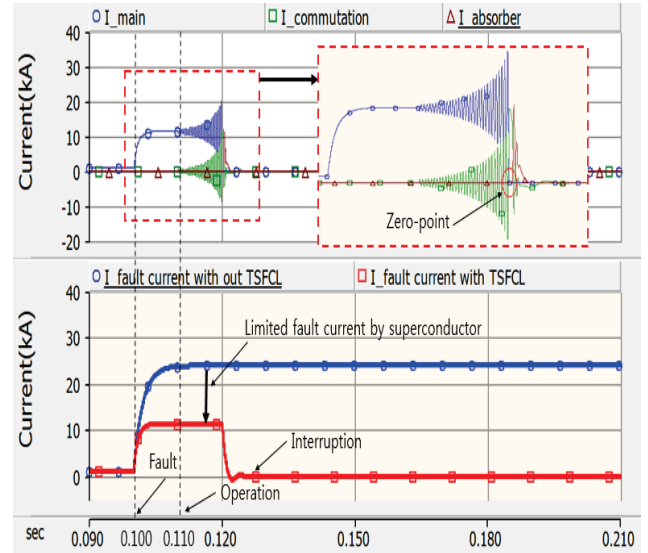 I_main I_commutation I_absorber
Current(kA)
40
30
20
10
0
-10
-20
Zero-point
I_fault current with out TSFCL I_fault current with TSFCL
Current(kA)
40
30
20
10
0
Limited fault current by superconductor
Interruption
Fault
Operation
sec 0.090 0.100 0.110 0.120 0.150 0.180 0.210